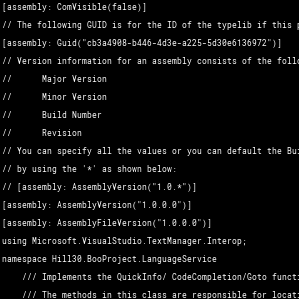 [assembly: ComVisible(false)]
// The following GUID is for the ID of the typelib if this p
[assembly: Guid("cb3a4908-b446-4d3e-a225-5d30e6136972")]
// Version information for an assembly consists of the follo
// Major Version
// Minor Version
// Build Number
// Revision
// You can specify all the values or you can default the Bui
// by using the '*' as shown below:
// [assembly: AssemblyVersion("1.0.*")]
[assembly: AssemblyVersion("1.0.0.0")]
[assembly: AssemblyFileVersion("1.0.0.0")]
using Microsoft.VisualStudio.TextManager.Interop;
namespace Hill30.BooProject.LanguageService
/// Implements the QuickInfo/ CodeCompletion/Goto functi
/// The methods in this class are responsible for locati